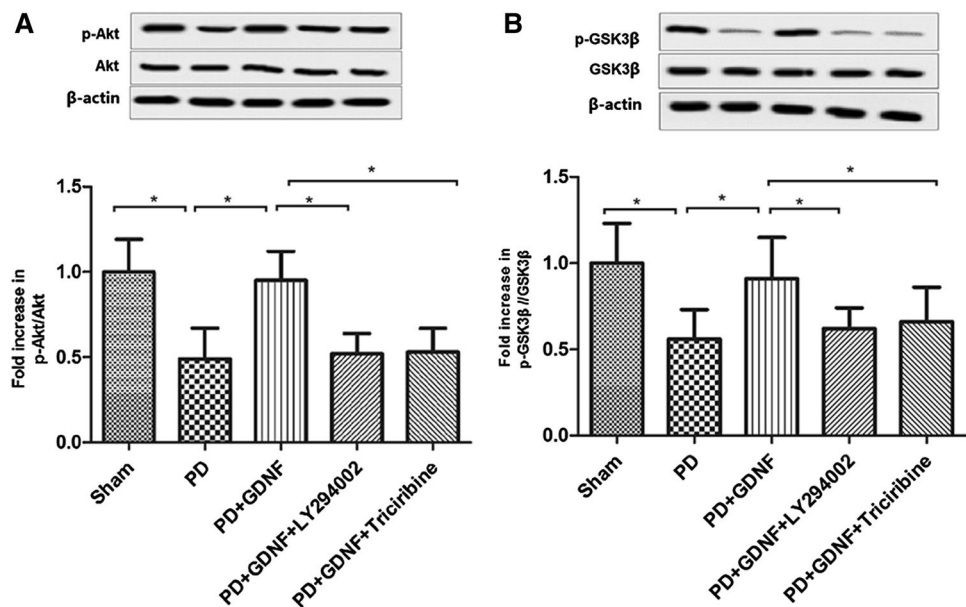 A
p-Akt
Akt
β-actin
1.5
1.0
0.5
0.0
Fold increase in
p-Akt/Akt
*
*
*
*
Sham
PD
PD+GDNF
PD+GDNF+LY294002
PD+GDNF+Triciribine
B
p-GSK3β
GSK3β
β-actin
1.5
1.0
0.5
0.0
Fold increase in
p-GSK3β //GSK3β
*
*
*
*
Sham
PD
PD+GDNF
PD+GDNF+LY294002
PD+GDNF+Triciribine